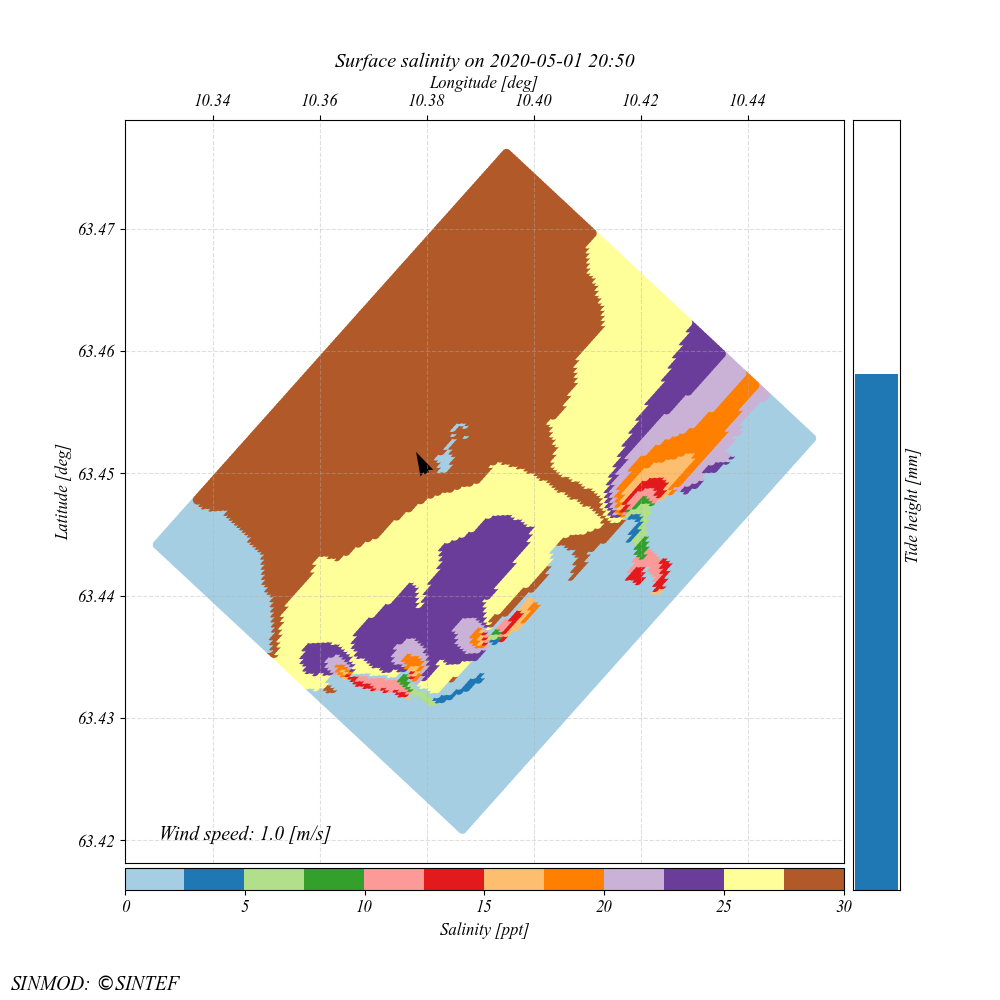 Surface salinity on 2020-05-01 20:50
Longitude [deg]
10.34 10.36 10.38 10.40 10.42 10.44
63.47
63.46
63.45
63.44
63.43
63.42
Latitude [deg]
Tide height [mm]
Wind speed: 1.0 [m/s]
0 5 10 15 20 25 30
Salinity [ppt]
SINMOD: ©SINTEF